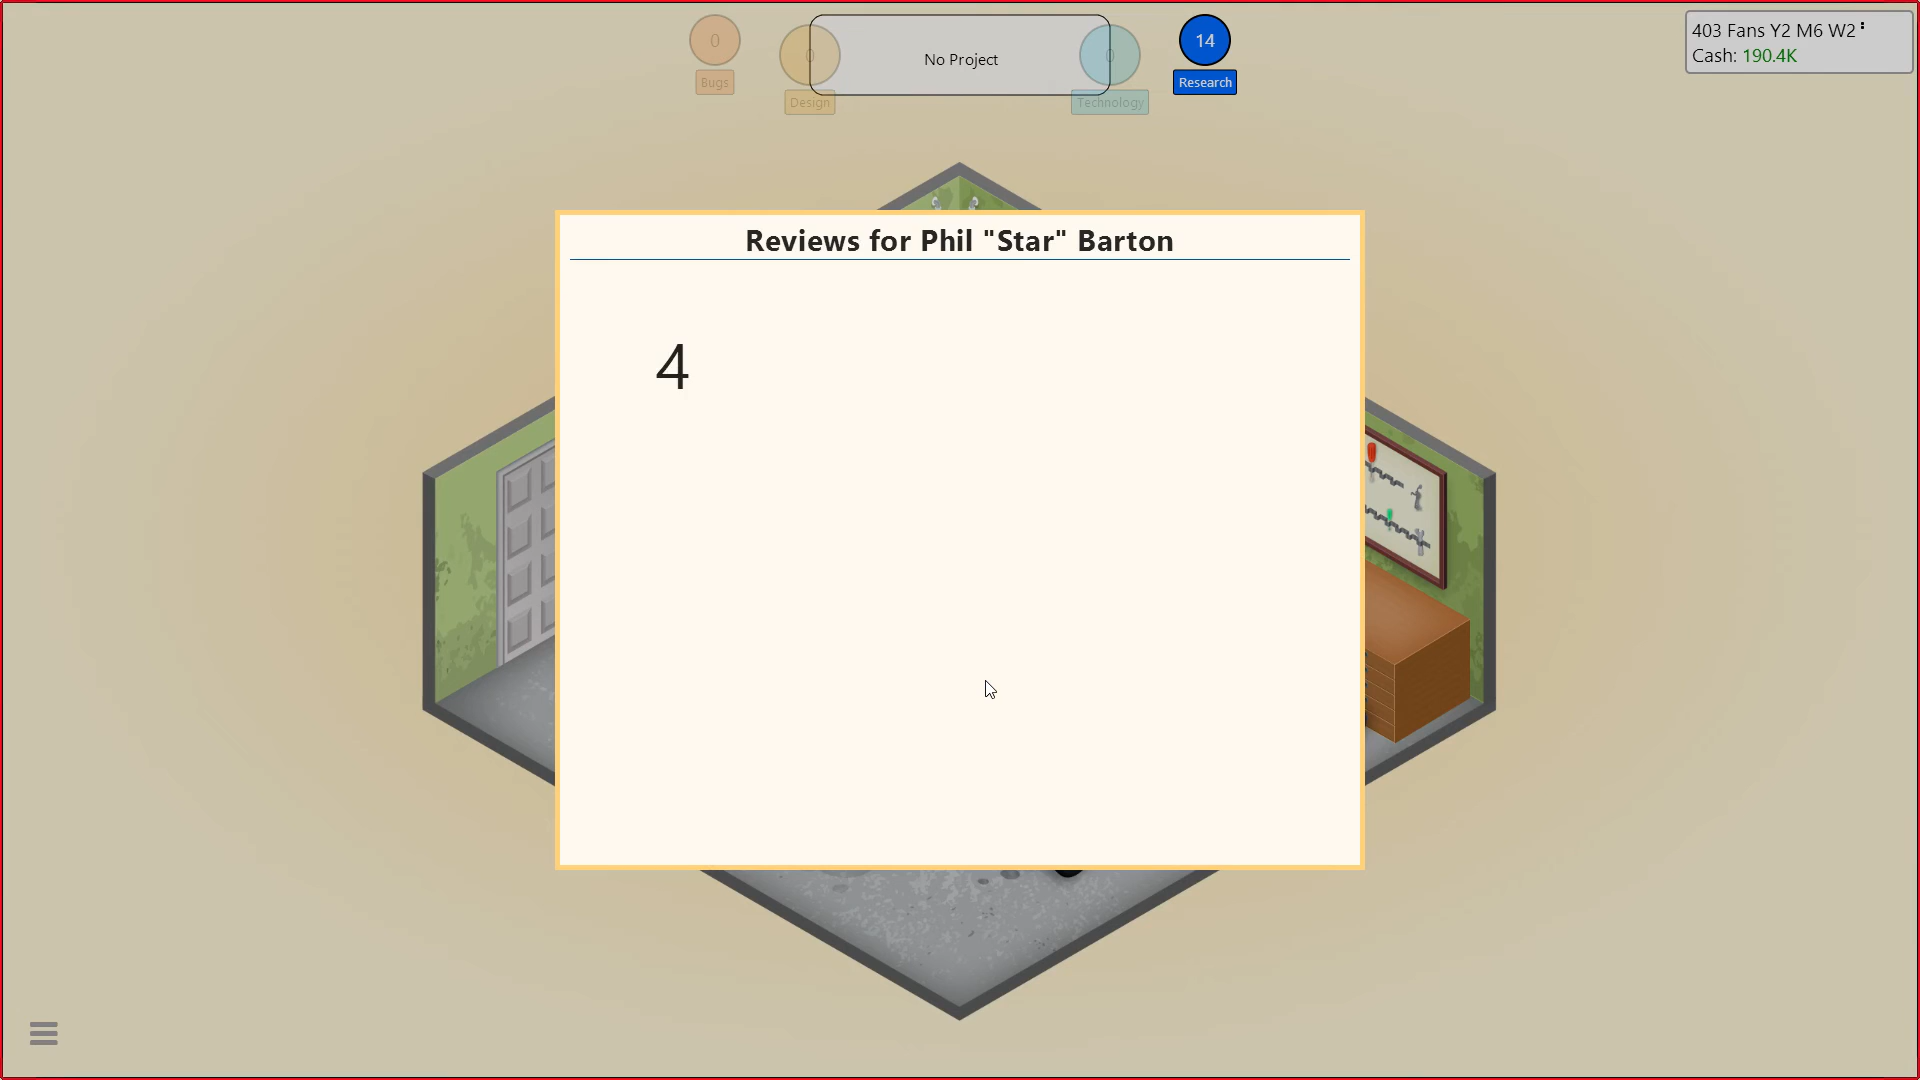 0
Bugs
0
Design
No Project
0
Technology
14
Research
403 Fans Y2 M6 W2
Cash: 190.4K
Reviews for Phil "Star" Barton
4